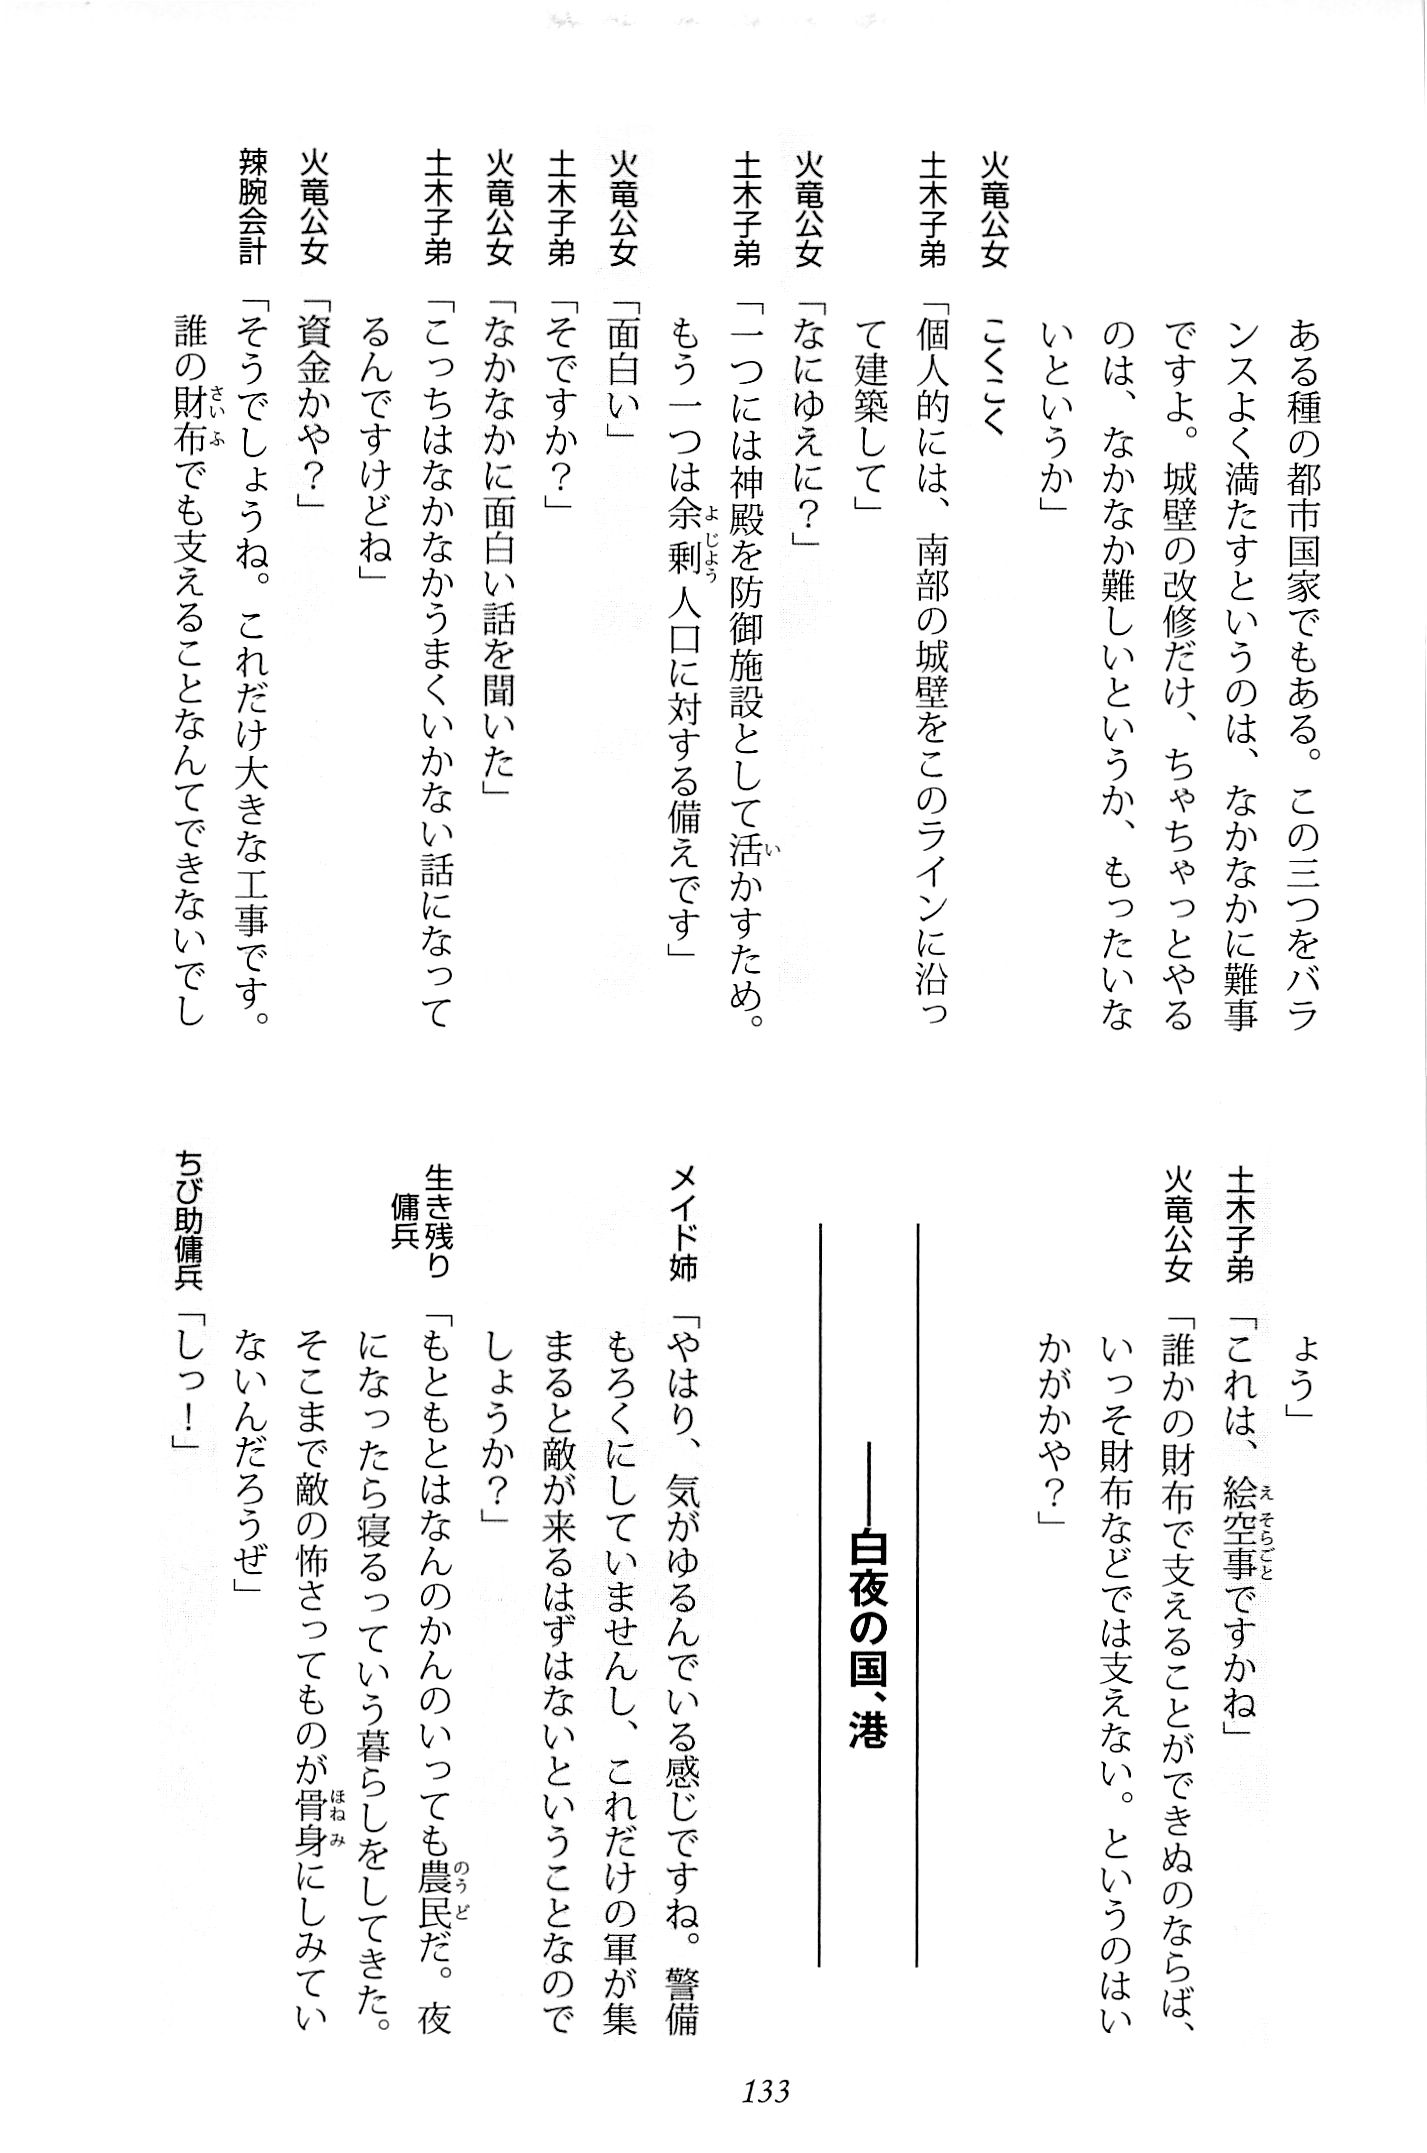 ある種の都市国家でもある。この三つをバラ
ンスよく満たすというのは、なかなかに難事
ですよ。城壁の改修だけ、ちゃちゃっとやる
のは、なかなか難しいというか、もったいな
いというか」
火竜公女 こくこく
土木子弟「個人的には、南部の城壁をこのラインに沿っ
て建築して」
火竜公女「なにゆえに?」
土木子弟「一つには神殿を防御施設として活かすため。
もう一つは余剰人口に対する備えです」
火竜公女「面白い」
土木子弟「そですか?」
火竜公女「なかなかに面白い話を聞いた」
土木子弟「こっちはなかなかうまくいかない話になって
るんですけどね」
火竜公女「資金かや?」
辣腕会計「そうでしょうね。これだけ大きな工事です。
誰の財布でも支えることなんてできないでし
ょう」
土木子弟「これは、絵空事ですかね」
火竜公女「誰かの財布で支えることができぬのならば、
いっそ財布などでは支えない。というのはい
かがかや?」
――白夜の国、港
メイド姉「やはり、気がゆるんでいる感じですね。警備
もろくにしていませんし、これだけの軍が集
まると敵が来るはずはないということなので
しょうか?」
生き残り傭兵「もともとはなんのかんのいっても農民だ。夜
になったら寝るっていう暮らしをしてきた。
そこまで敵の怖さってものが骨身にしみてい
ないんだろうぜ」
ちび助傭兵「しっ!」
133